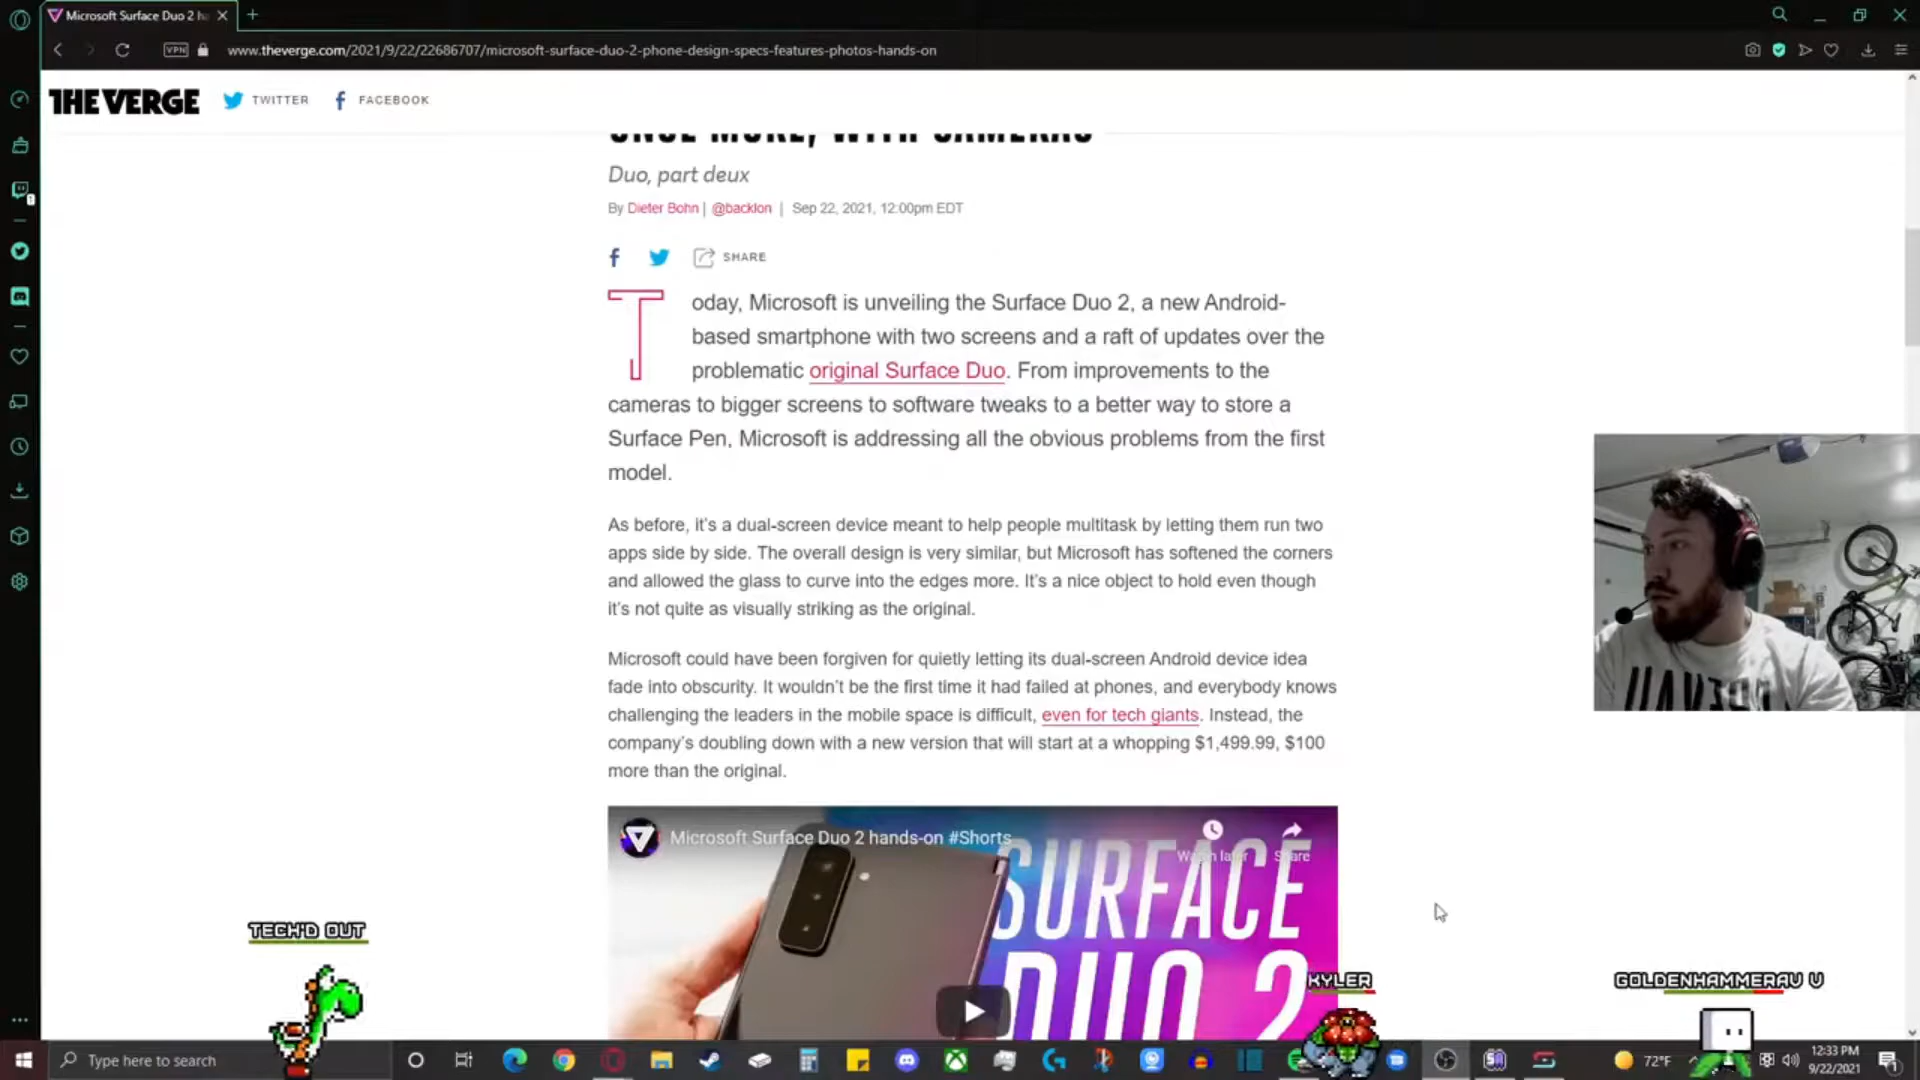 Microsoft Surface Duo 2 h
VPN
www.theverge.com/2021/9/22/22686707/microsoft-surface-duo-2-phone-design-specs-features-photos-hands-on
THE VERGE TWITTER FACEBOOK
ONCE MORE, WITH CAMERAS
Duo, part deux
By Dieter Bohn | @backlon | Sep 22, 2021, 12:00pm EDT
SHARE
Today, Microsoft is unveiling the Surface Duo 2, a new Android-
based smartphone with two screens and a raft of updates over the
problematic original Surface Duo. From improvements to the
cameras to bigger screens to software tweaks to a better way to store a
Surface Pen, Microsoft is addressing all the obvious problems from the first
model.
As before, it's a dual-screen device meant to help people multitask by letting them run two
apps side by side. The overall design is very similar, but Microsoft has softened the corners
and allowed the glass to curve into the edges more. It's a nice object to hold even though
it's not quite as visually striking as the original.
Microsoft could have been forgiven for quietly letting its dual-screen Android device idea
fade into obscurity. It wouldn't be the first time it had failed at phones, and everybody knows
challenging the leaders in the mobile space is difficult, even for tech giants. Instead, the
company's doubling down with a new version that will start at a whopping $1,499.99, $100
more than the original.
Microsoft Surface Duo 2 hands-on #Shorts
Watch later
Share
SURFACE
DUO 2
TECH'D OUT
KYLER
GOLDENHAMMERAV V
Type here to search
72°F
12:33 PM
9/22/2021